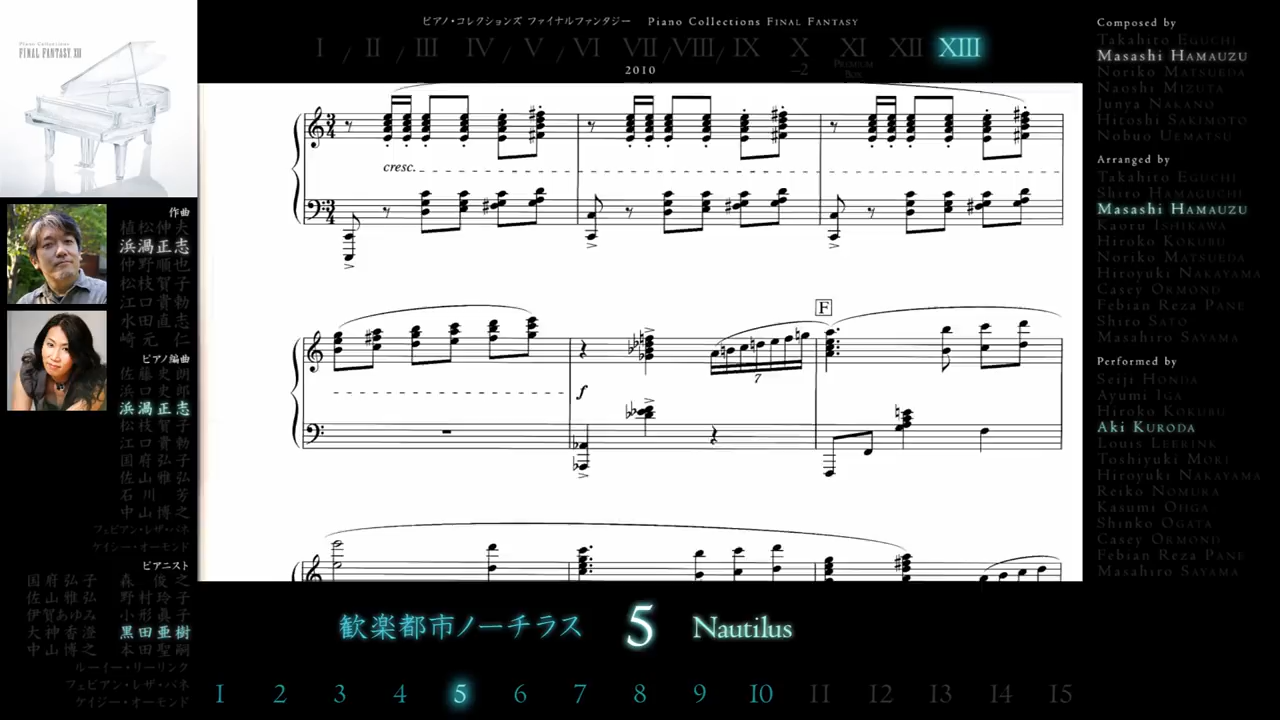 ピアノ・コレクションズ ファイナルファンタジー Piano Collections FINAL FANTASY
I / II / III / IV / V / VI / VII / VIII / IX / X -2 XI PREMIUM BOX XII XIII
2010
Piano Collections
FINAL FANTASY XIII
作曲
植松伸夫
浜渦正志
仲野順也
松枝賀子
江口貴勅
水田直志
崎元 仁
ピアノ編曲
佐藤史朗
浜口史郎
浜渦正志
松枝賀子
江口貴勅
国府弘子
佐山雅弘
石川 芳
中山博之
フェビアン・レザ・パネ
ケイシー・オーモンド
ピアニスト
国府弘子 森 俊之
佐山雅弘 野村玲子
伊賀あゆみ 小形真子
大神香澄 黒田亜樹
中山博之 本田聖嗣
ルーイー・リーリンク
フェビアン・レザ・パネ
ケイジー・オーモンド
cresc.
F
f
7
Composed by
Takahiro EGUCHI
Masashi HAMAUZU
Noriko MATSUEDA
Naoshi MIZUTA
Junya NAKANO
Hitoshi SAKIMOTO
Nobuo UEMATSU
Arranged by
Takahiro EGUCHI
Shiro HAMAGUCHI
Masashi HAMAUZU
Kaoru ISHIKAWA
Hiroko KOKUBU
Noriko MATSUEDA
Hiroyuki NAKAYAMA
Casey ORMOND
Febian Reza PANE
Shiro SATO
Masahiro SAYAMA
Performed by
Seiji HONDA
Ayumi IGA
Hiroko KOKUBU
Aki KURODA
Louis LEERINK
Toshiyuki MORI
Hiroyuki NAKAYAMA
Reiko NOMURA
Kasumi OHGA
Shinko OGATA
Casey ORMOND
Febian Reza PANE
Masahiro SAYAMA
歓楽都市ノーチラス 5 Nautilus
1 2 3 4 5 6 7 8 9 10 11 12 13 14 15